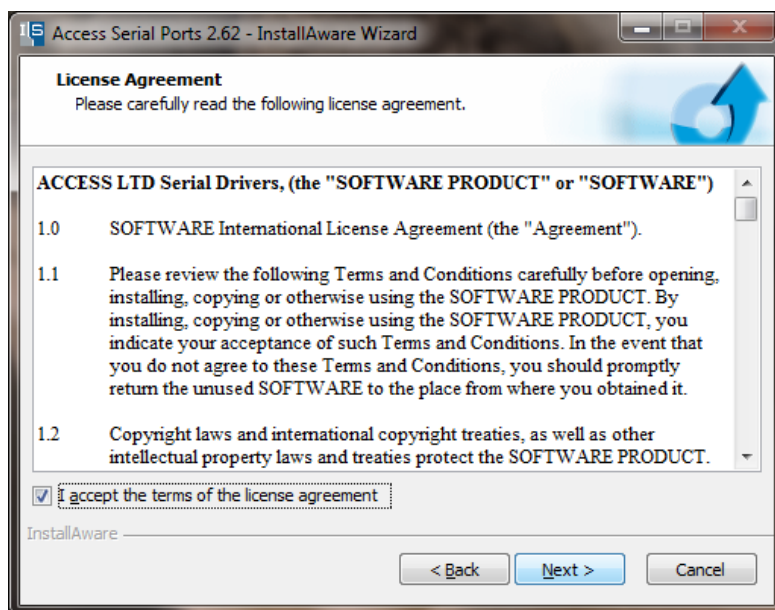 Access Serial Ports 2.62 - InstallAware Wizard
License Agreement
Please carefully read the following license agreement.
ACCESS LTD Serial Drivers, (the "SOFTWARE PRODUCT" or "SOFTWARE")
1.0 SOFTWARE International License Agreement (the "Agreement").
1.1 Please review the following Terms and Conditions carefully before opening,
installing, copying or otherwise using the SOFTWARE PRODUCT. By
installing, copying or otherwise using the SOFTWARE PRODUCT, you
indicate your acceptance of such Terms and Conditions. In the event that
you do not agree to these Terms and Conditions, you should promptly
return the unused SOFTWARE to the place from where you obtained it.
1.2 Copyright laws and international copyright treaties, as well as other
intellectual property laws and treaties protect the SOFTWARE PRODUCT.
I accept the terms of the license agreement
InstallAware
< Back Next > Cancel